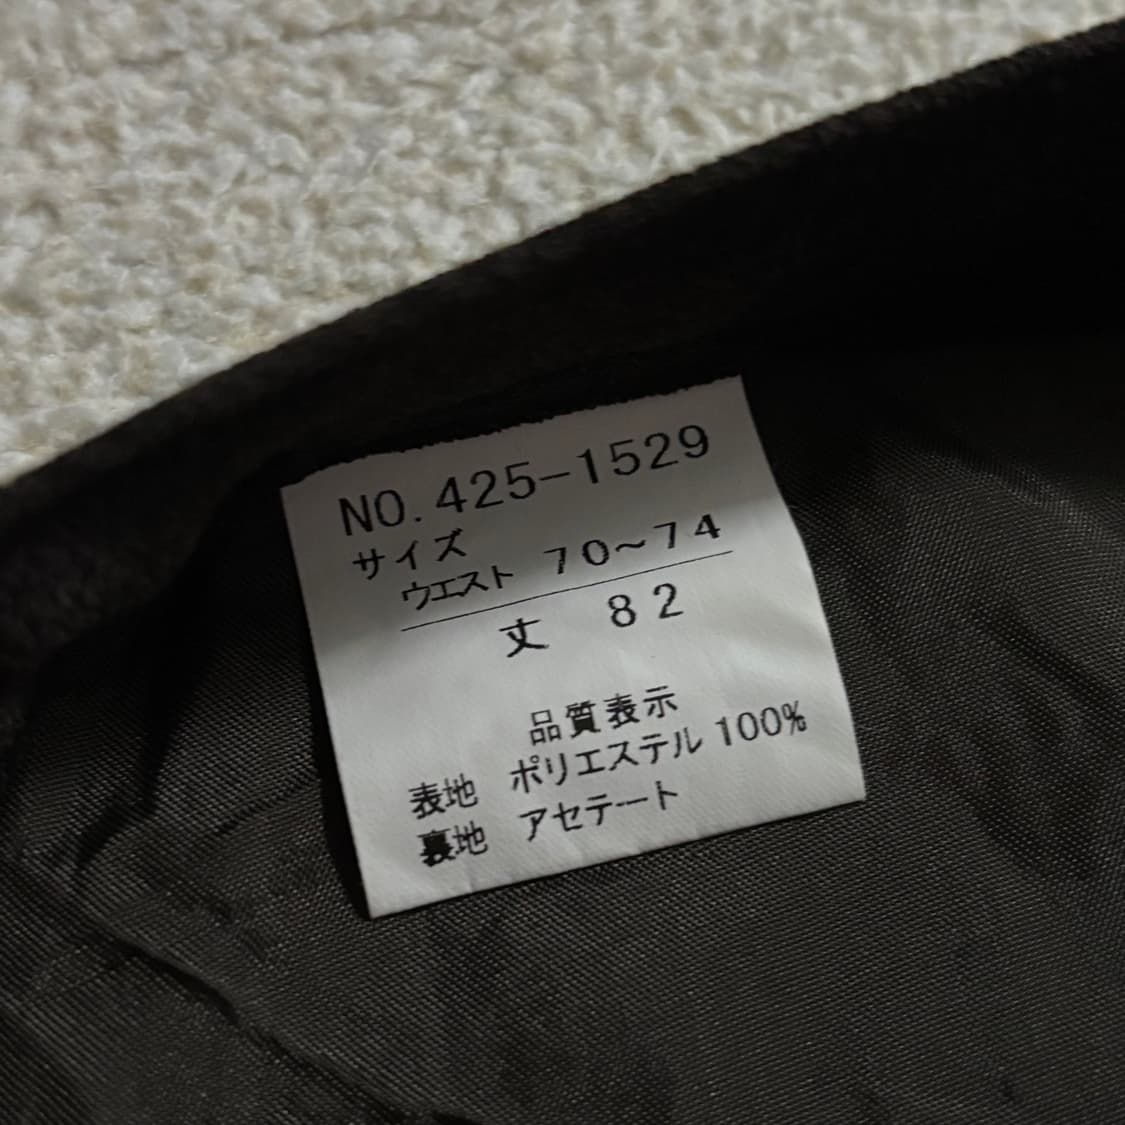 NO.425-1529
サイズ
ウエスト 70~74
丈 82
品質表示
表地 ポリエステル 100%
裏地 アセテート